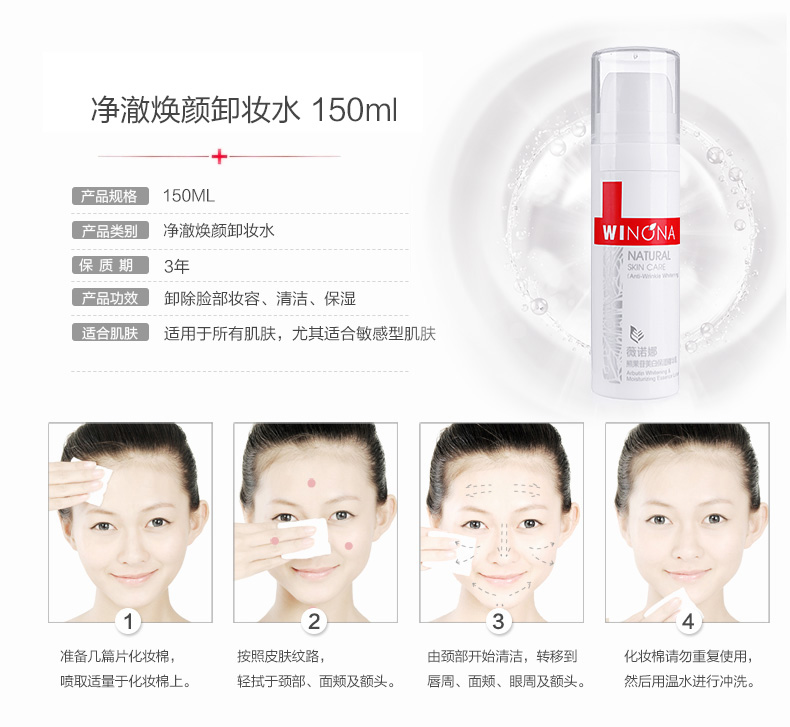 净澈焕颜卸妆水 150ml
产品规格 150ML
产品类别 净澈焕颜卸妆水
保质期 3年
产品功效 卸除脸部妆容、清洁、保湿
适合肌肤 适用于所有肌肤，尤其适合敏感型肌肤
WINONA
NATURAL
SKIN CARE
/ Anti-Wrinkle Whitening
薇诺娜
Arbutin Whitening &
Moisturizing Essence
1
准备几篇片化妆棉，
喷取适量于化妆棉上。
2
按照皮肤纹路，
轻拭于颈部、面颊及额头。
3
由颈部开始清洁，转移到
唇周、面颊、眼周及额头。
4
化妆棉请勿重复使用，
然后用温水进行冲洗。